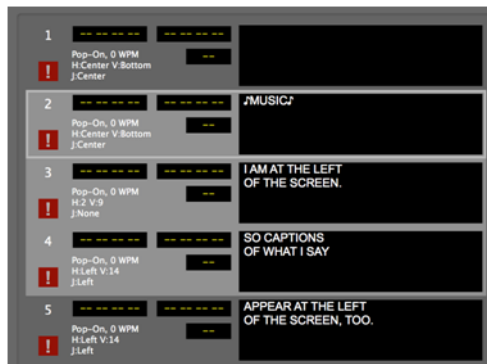 1
-- -- -- -- -- -- -- --
Pop-On, 0 WPM
--
H:Center V:Bottom
!
J:Center
2
-- -- -- -- -- -- -- --
♪MUSIC♪
Pop-On, 0 WPM
--
H:Center V:Bottom
!
J:Center
3
-- -- -- -- -- -- -- --
I AM AT THE LEFT
OF THE SCREEN.
Pop-On, 0 WPM
--
H:2 V:9
!
J:None
4
-- -- -- -- -- -- -- --
SO CAPTIONS
OF WHAT I SAY
Pop-On, 0 WPM
--
H:Left V:14
!
J:Left
5
-- -- -- -- -- -- -- --
APPEAR AT THE LEFT
OF THE SCREEN, TOO.
Pop-On, 0 WPM
--
H:Left V:14
!
J:Left